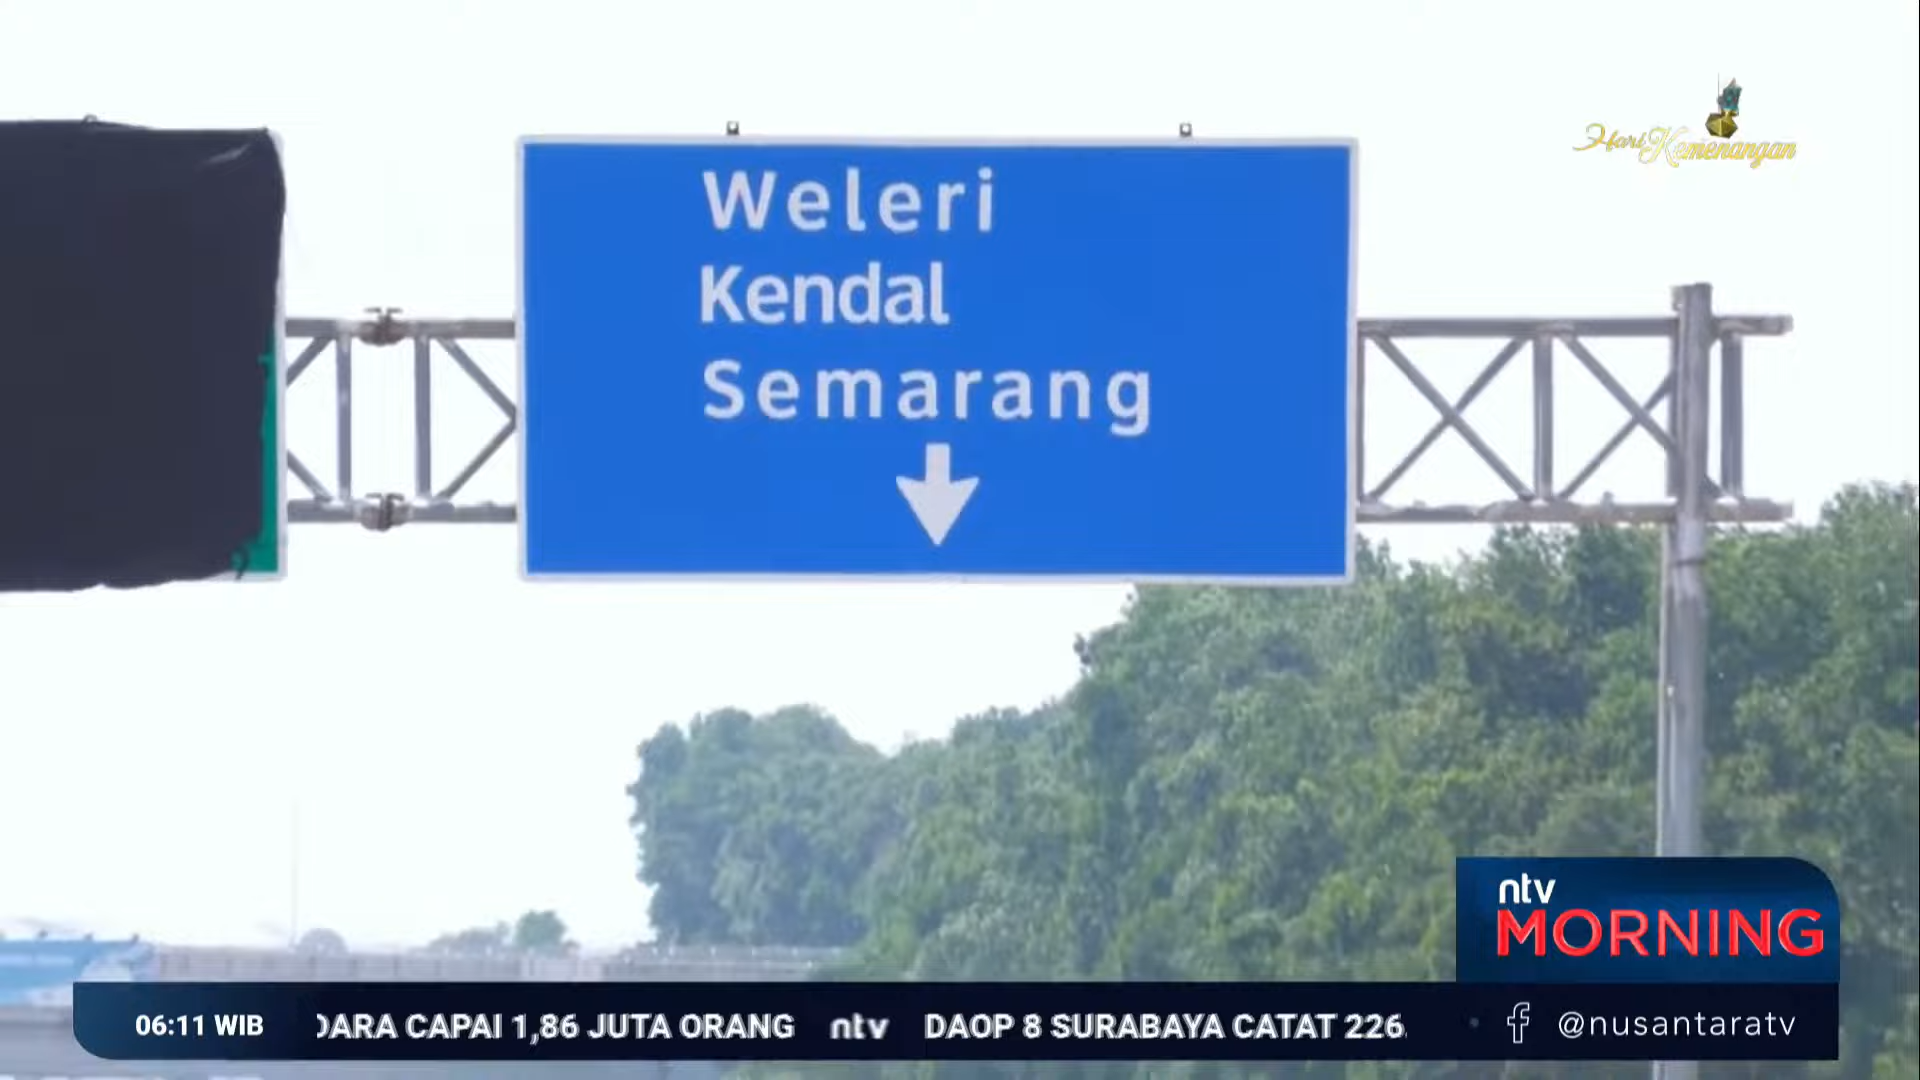 Hari Kemenangan
Weleri
Kendal
Semarang
ntv
MORNING
06:11 WIB
CAPAI 1,86 JUTA ORANG ntv DAOP 8 SURABAYA CATAT 226
@nusantaratv